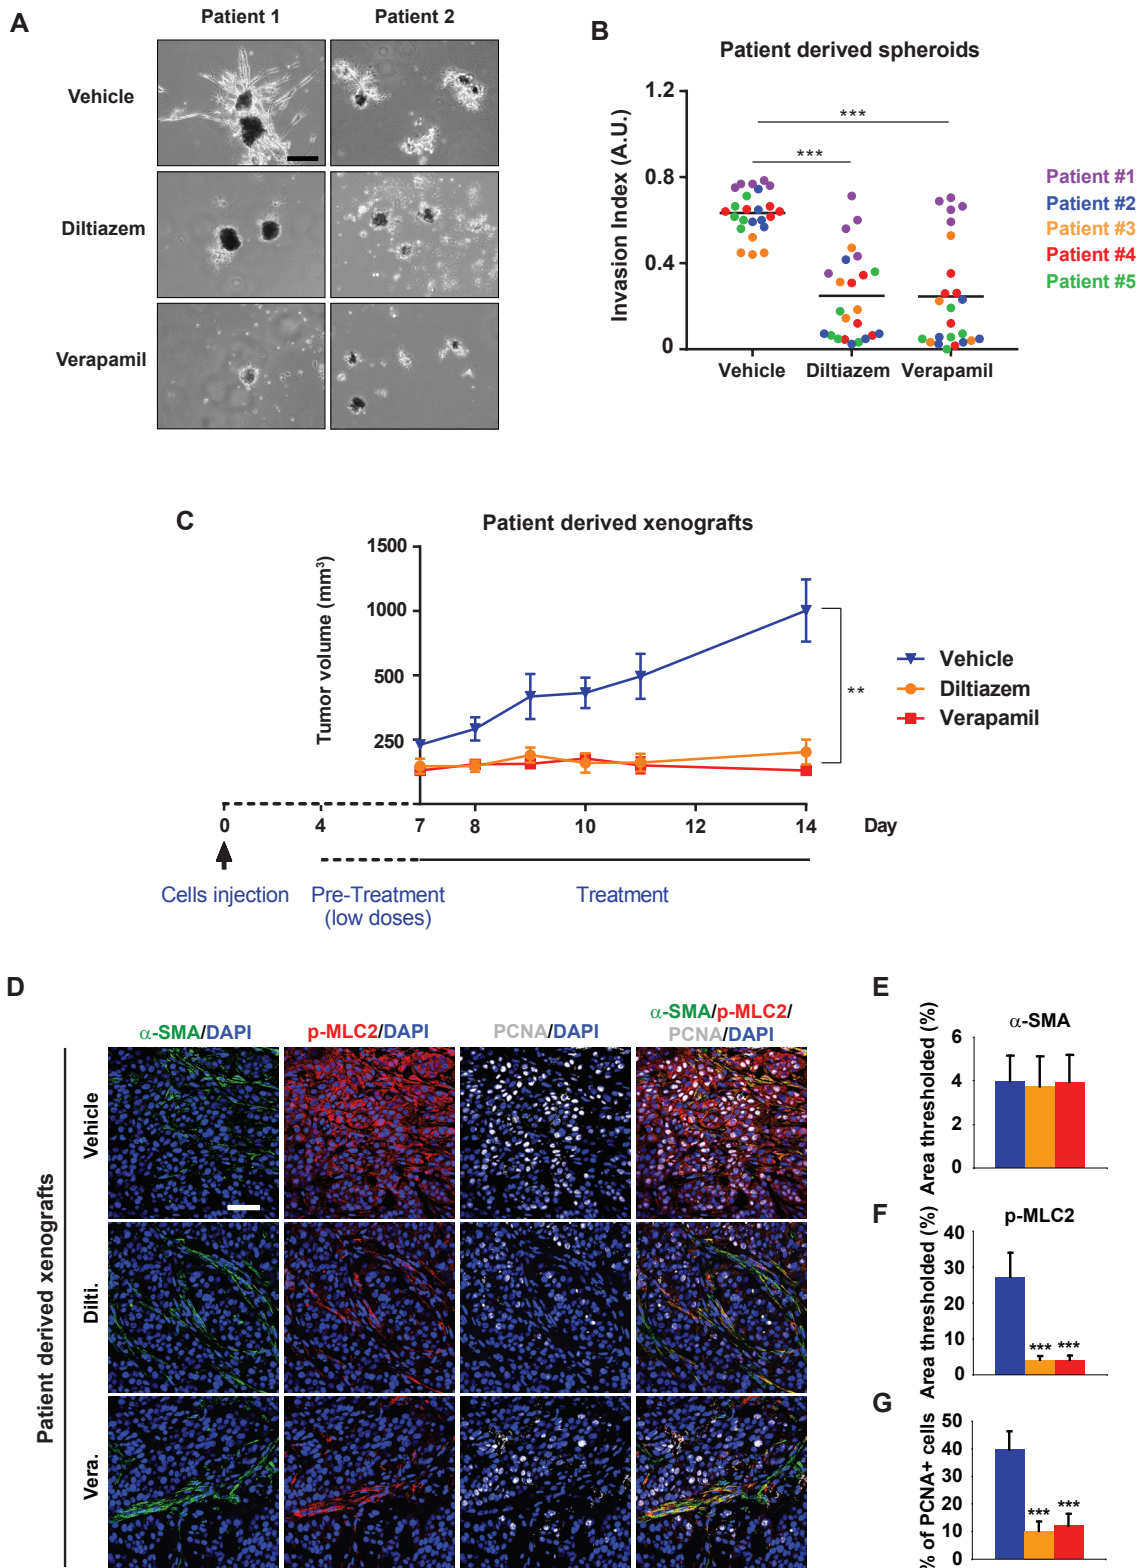 A
Patient 1
Patient 2
Vehicle
Diltiazem
Verapamil
B
Patient derived spheroids
Invasion Index (A.U.)
1.2
0.8
0.4
0
***
***
Vehicle
Diltiazem
Verapamil
Patient #1
Patient #2
Patient #3
Patient #4
Patient #5
C
Patient derived xenografts
Tumor volume (mm³)
1500
1000
500
250
**
Vehicle
Diltiazem
Verapamil
0
4
7
8
10
12
14
Day
Cells injection
Pre-Treatment
(low doses)
Treatment
D
α-SMA/DAPI
p-MLC2/DAPI
PCNA/DAPI
α-SMA/p-MLC2/
PCNA/DAPI
Patient derived xenografts
Vehicle
Dilti.
Vera.
E
α-SMA
Area thresholded (%)
6
4
2
0
F
p-MLC2
Area thresholded (%)
40
30
20
10
0
***
***
G
% of PCNA+ cells
50
40
30
20
10
0
***
***